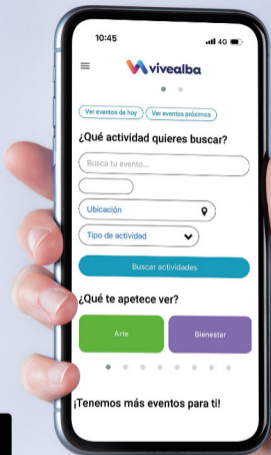 10:45
4G
vivealba
Ver eventos de hoy
Ver eventos próximos
¿Qué actividad quieres buscar?
Busca tu evento...
Ubicación
Tipo de actividad
Buscar actividades
¿Qué te apetece ver?
Arte
Bienestar
¡Tenemos más eventos para ti!